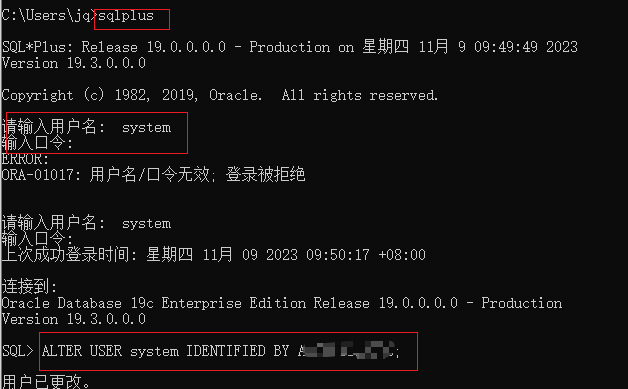 C:\Users\jq>sqlplus
SQL*Plus: Release 19.0.0.0.0 - Production on 星期四 11月 9 09:49:49 2023
Version 19.3.0.0.0
Copyright (c) 1982, 2019, Oracle.  All rights reserved.
请输入用户名:  system
输入口令:
ERROR:
ORA-01017: 用户名/口令无效; 登录被拒绝
请输入用户名:  system
输入口令:
上次成功登录时间: 星期四 11月 09 2023 09:50:17 +08:00
连接到:
Oracle Database 19c Enterprise Edition Release 19.0.0.0.0 - Production
Version 19.3.0.0.0
SQL> ALTER USER system IDENTIFIED BY
用户已更改。